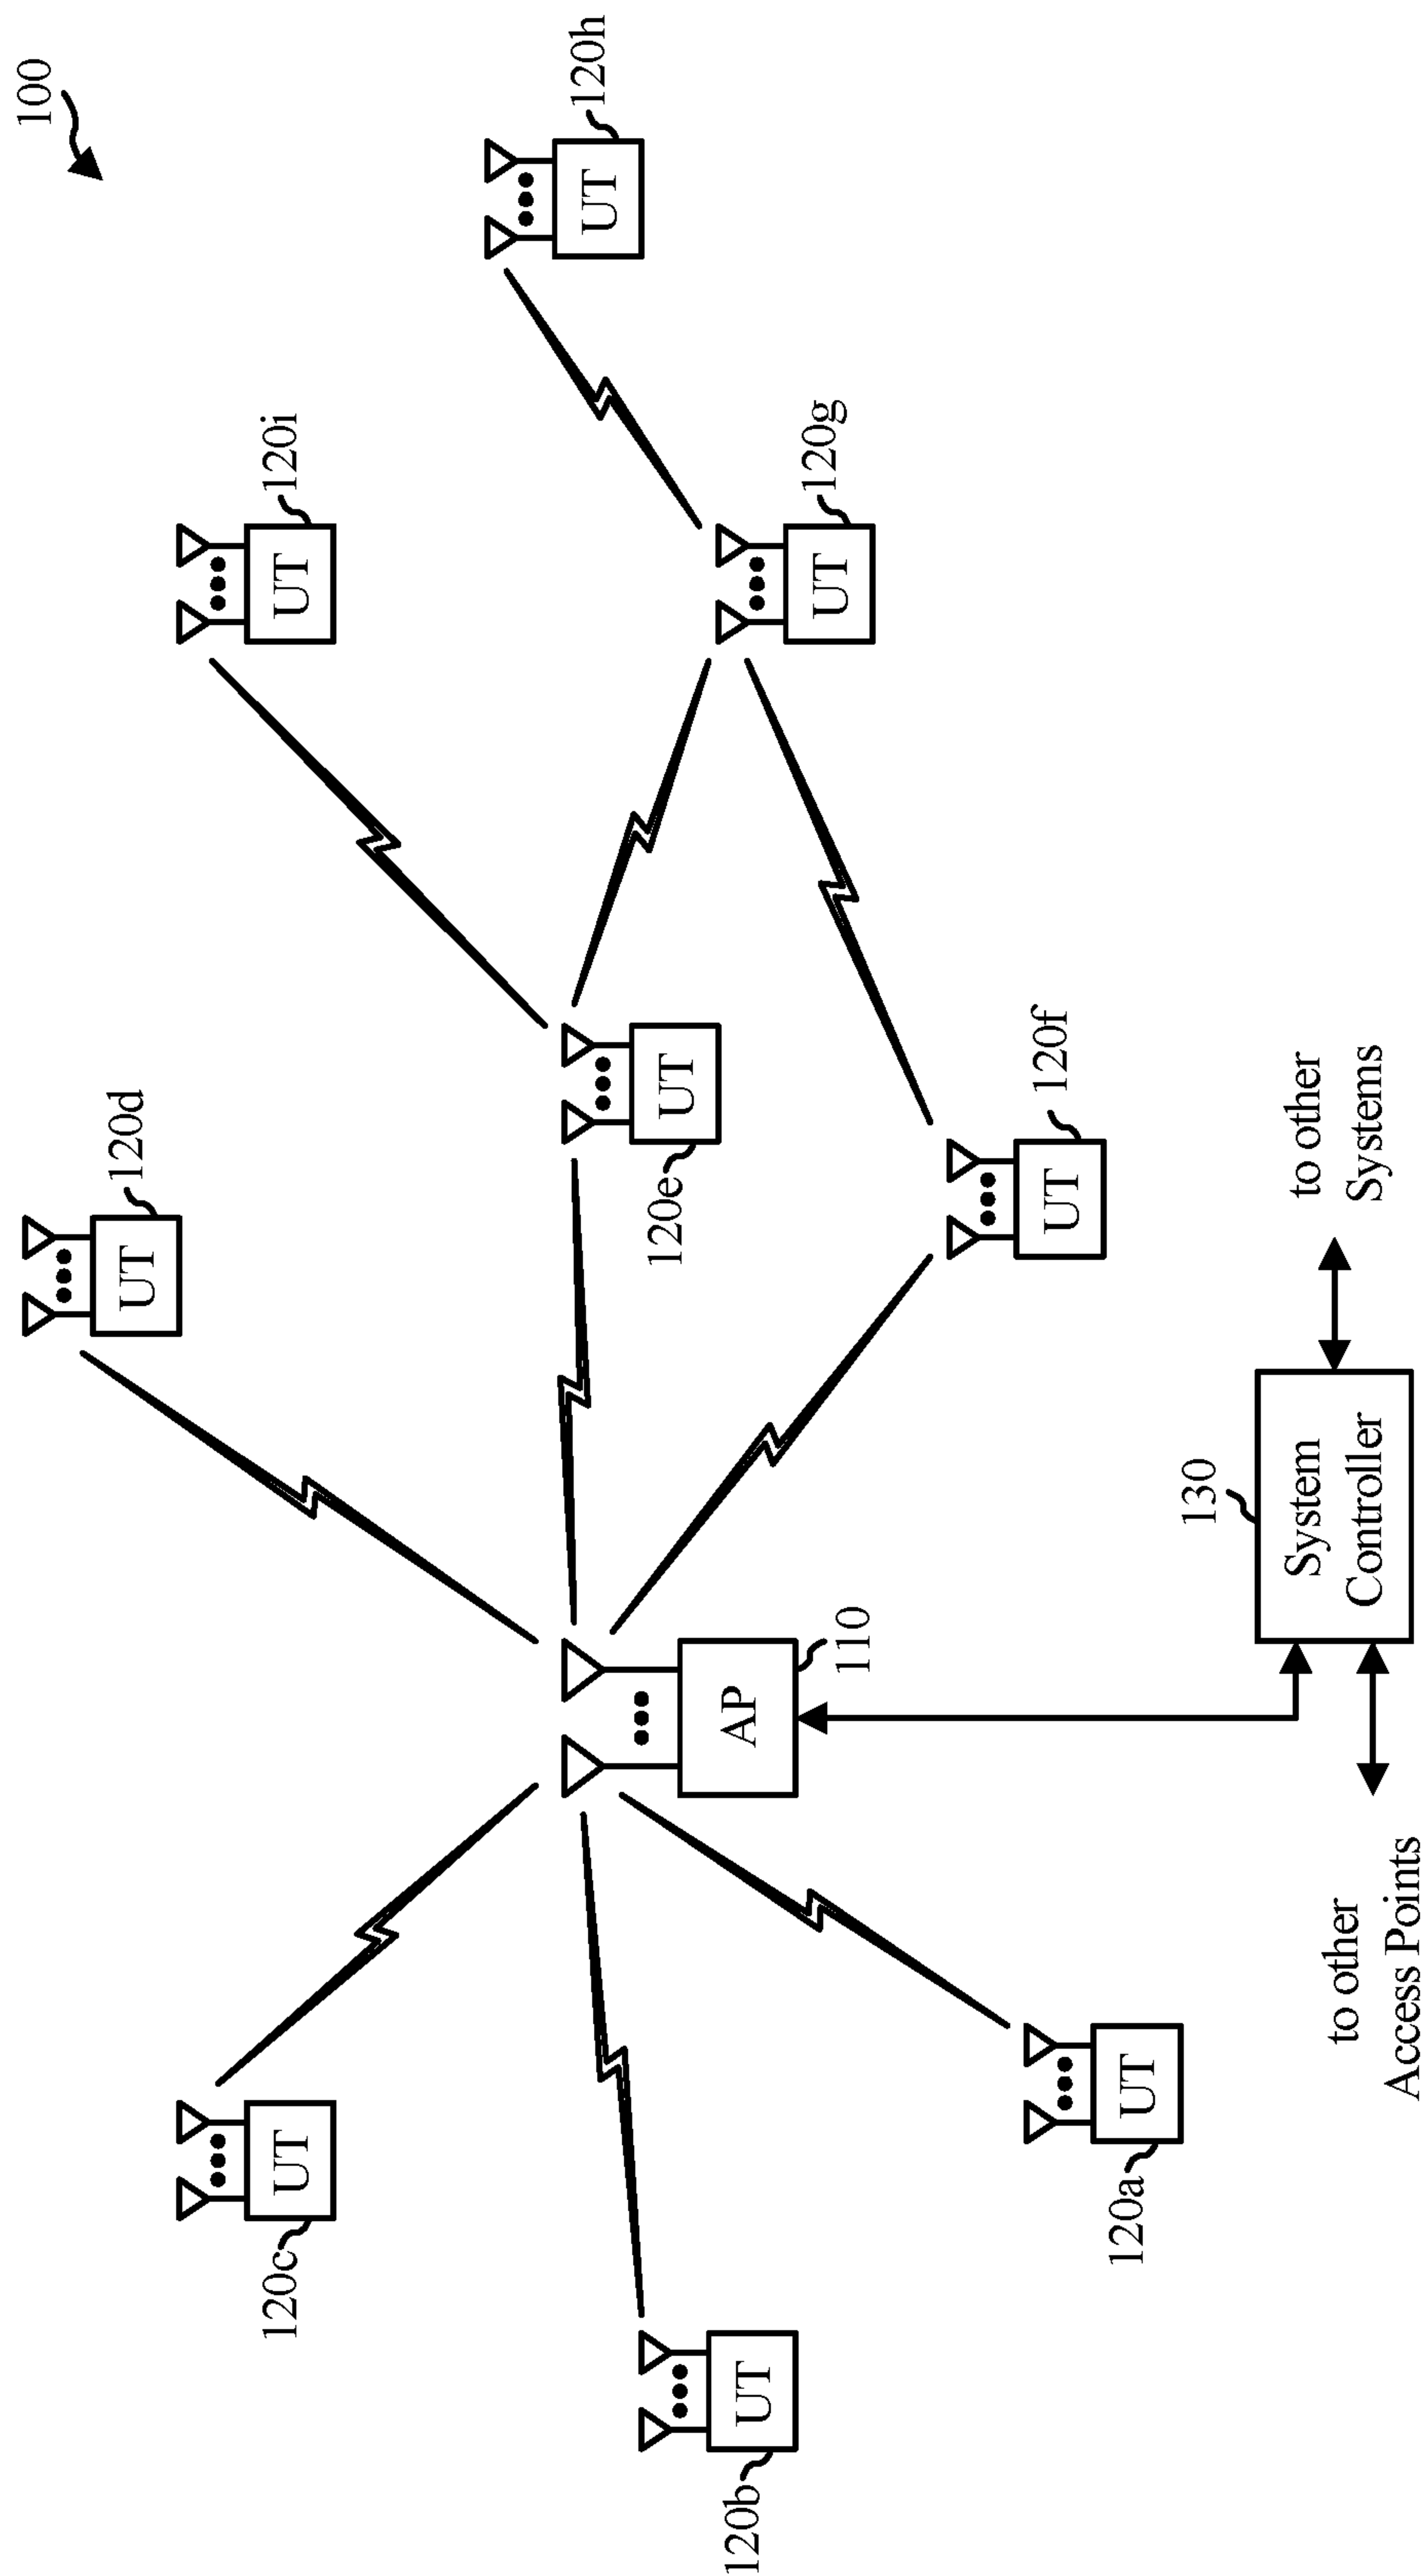 100
120d
UT
120i
UT
120h
UT
120c
UT
120e
UT
120b
UT
AP
110
120g
UT
120f
UT
120a
UT
130
System
Controller
to other
Systems
to other
Access Points